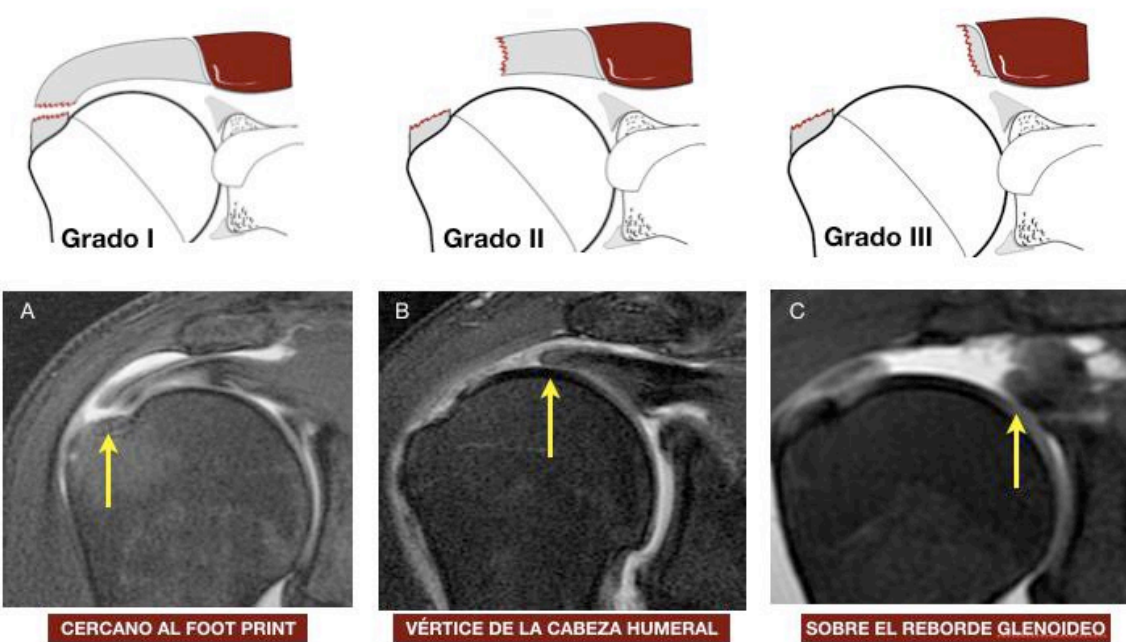 Grado I
Grado II
Grado III
A
B
C
CERCANO AL FOOT PRINT
VÉRTICE DE LA CABEZA HUMERAL
SOBRE EL REBORDE GLENOIDEO